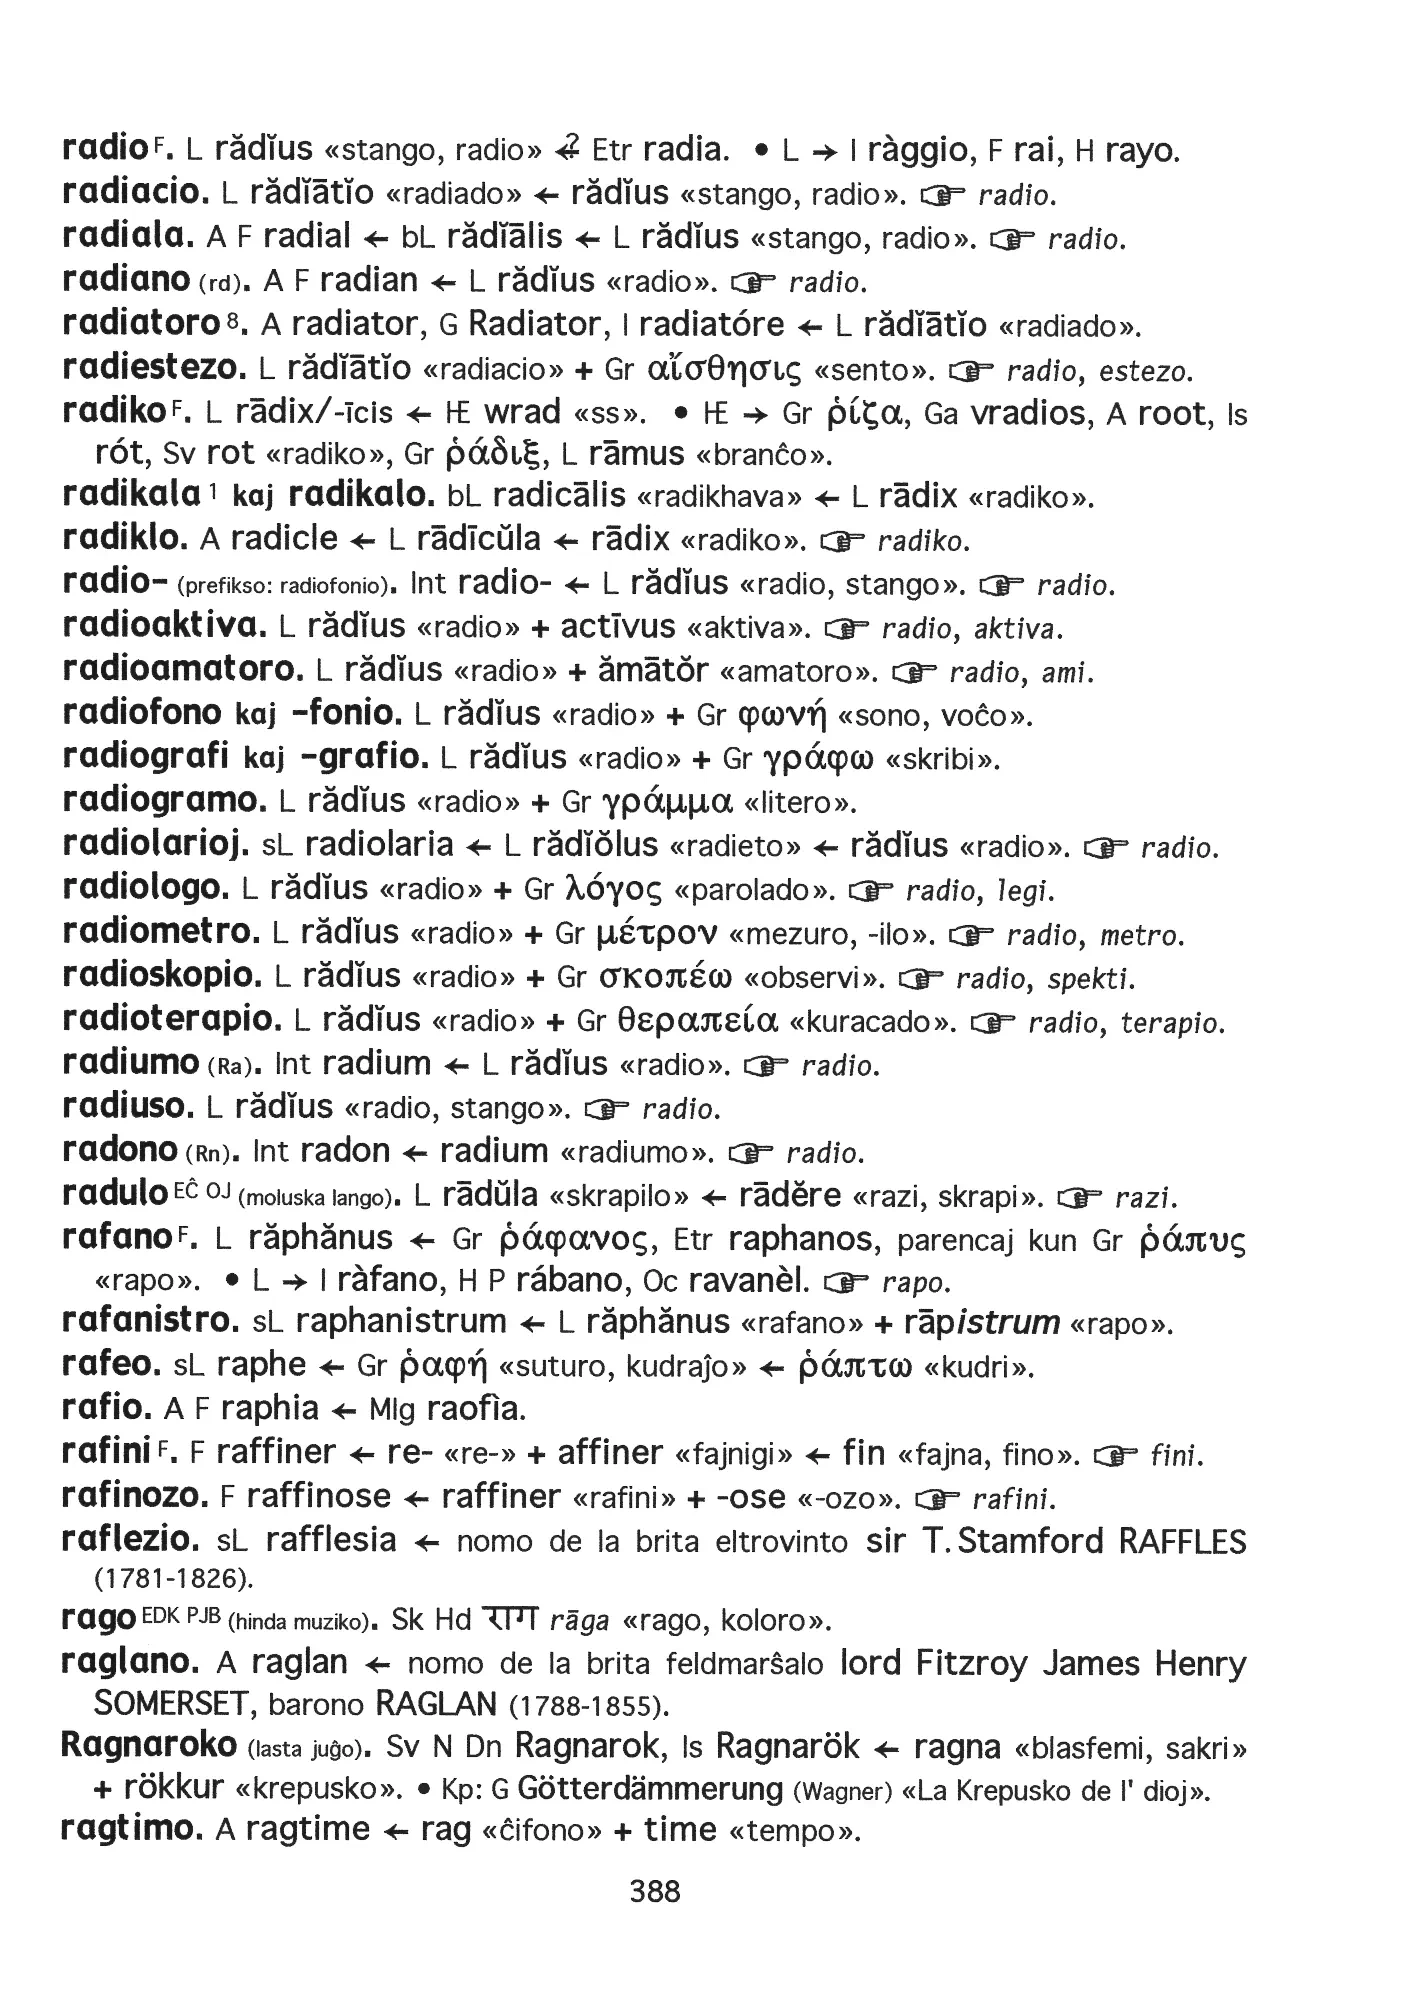 radio F. L rădĭus «stango, radio» ⇷? Etr radia. • L → I ràggio, F rai, H rayo.
radiacio. L rădĭātĭo «radiado» ← rădĭus «stango, radio». ☞ radio.
radiala. A F radial ← bL rădĭālis ← L rădĭus «stango, radio». ☞ radio.
radiano (rd). A F radian ← L rădĭus «radio». ☞ radio.
radiatoro 8. A radiator, G Radiator, I radiatóre ← L rădĭātĭo «radiado».
radiestezo. L rădĭātĭo «radiacio» + Gr αἴσθησις «sento». ☞ radio, estezo.
radiko F. L rādix/-īcis ← IE wrad «ss». • IE → Gr ῥίζα, Ga vradios, A root, Is
rót, Sv rot «radiko», Gr ῥάδιξ, L rāmus «branĉo».
radikala 1 kaj radikalo. bL radicālis «radikhava» ← L rādix «radiko».
radiklo. A radicle ← L rādīcŭla ← rādix «radiko». ☞ radiko.
radio- (prefikso: radiofonio). Int radio- ← L rădĭus «radio, stango». ☞ radio.
radioaktiva. L rădĭus «radio» + actīvus «aktiva». ☞ radio, aktiva.
radioamatoro. L rădĭus «radio» + ămātŏr «amatoro». ☞ radio, ami.
radiofono kaj -fonio. L rădĭus «radio» + Gr φωνή «sono, voĉo».
radiografi kaj -grafio. L rădĭus «radio» + Gr γράφω «skribi».
radiogramo. L rădĭus «radio» + Gr γράμμα «litero».
radiolarioj. sL radiolaria ← L rădĭŏlus «radieto» ← rădĭus «radio». ☞ radio.
radiologo. L rădĭus «radio» + Gr λόγος «parolado». ☞ radio, legi.
radiometro. L rădĭus «radio» + Gr μέτρον «mezuro, -ilo». ☞ radio, metro.
radioskopio. L rădĭus «radio» + Gr σκοπέω «observi». ☞ radio, spekti.
radioterapio. L rădĭus «radio» + Gr θεραπεία «kuracado». ☞ radio, terapio.
radiumo (Ra). Int radium ← L rădĭus «radio». ☞ radio.
radiuso. L rădĭus «radio, stango». ☞ radio.
radono (Rn). Int radon ← radium «radiumo». ☞ radio.
radulo EĈ OJ (moluska lango). L rādŭla «skrapilo» ← rādĕre «razi, skrapi». ☞ razi.
rafano F. L răphănus ← Gr ῥάφανος, Etr raphanos, parencaj kun Gr ῥάπυς
«rapo». • L → I ràfano, H P rábano, Oc ravanèl. ☞ rapo.
rafanistro. sL raphanistrum ← L răphănus «rafano» + rāpistrum «rapo».
rafeo. sL raphe ← Gr ῥαφή «suturo, kudraĵo» ← ῥάπτω «kudri».
rafio. A F raphia ← Mlg raofìa.
rafini F. F raffiner ← re- «re-» + affiner «fajnigi» ← fin «fajna, fino». ☞ fini.
rafinozo. F raffinose ← raffiner «rafini» + -ose «-ozo». ☞ rafini.
raflezio. sL rafflesia ← nomo de la brita eltrovinto sir T. Stamford RAFFLES
(1781-1826).
rago EDK PJB (hinda muziko). Sk Hd राग rāga «rago, koloro».
raglano. A raglan ← nomo de la brita feldmarŝalo lord Fitzroy James Henry
SOMERSET, barono RAGLAN (1788-1855).
Ragnaroko (lasta juĝo). Sv N Dn Ragnarok, Is Ragnarök ← ragna «blasfemi, sakri»
+ rökkur «krepusko». • Kp: G Götterdämmerung (Wagner) «La Krepusko de l' dioj».
ragtimo. A ragtime ← rag «ĉifono» + time «tempo».
388